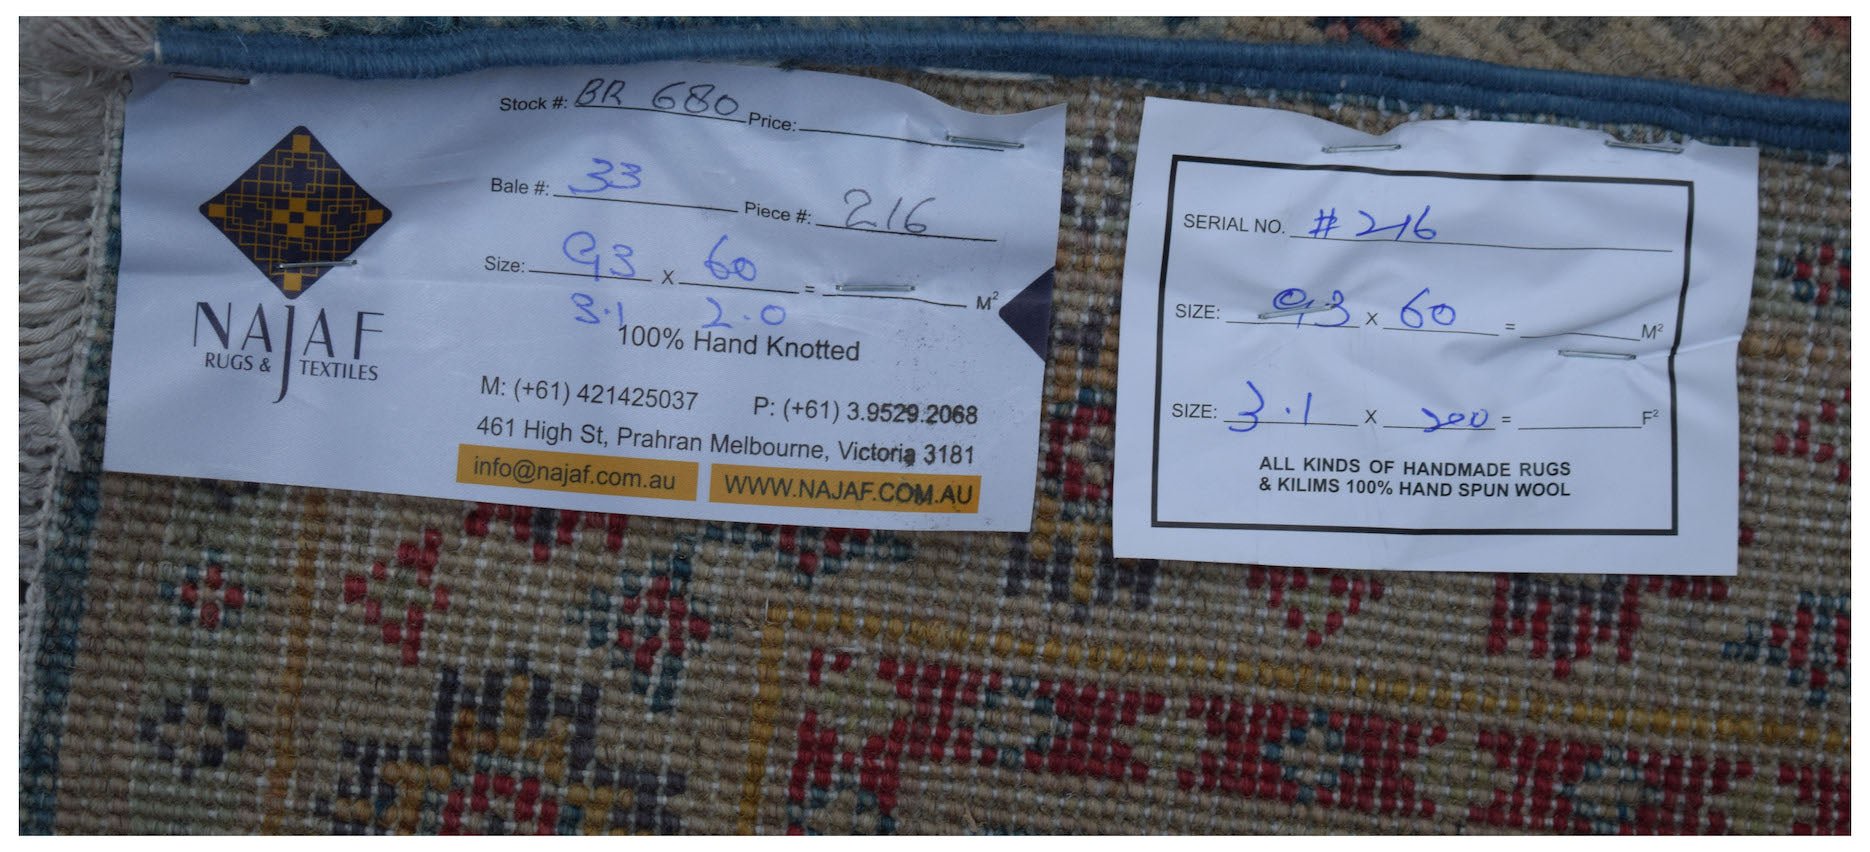 Stock #: BR 680 Price:
Bale #: 33 Piece #: 216
Size: 93 x 60 = M²
3.1 2.0
100% Hand Knotted
NAJAF
RUGS & TEXTILES
M: (+61) 421425037 P: (+61) 3.9529.2068
461 High St, Prahran Melbourne, Victoria 3181
info@najaf.com.au WWW.NAJAF.COM.AU
SERIAL NO. # 216
SIZE: 93 x 60 = M²
SIZE: 3.1 x 200 = F²
ALL KINDS OF HANDMADE RUGS
& KILIMS 100% HAND SPUN WOOL